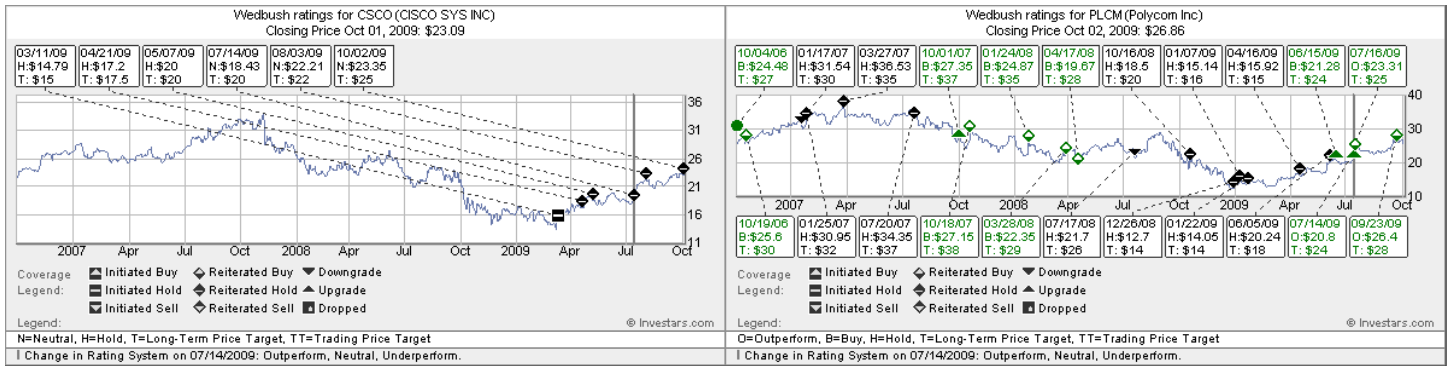 Wedbush ratings for CSCO (CISCO SYS INC)
Closing Price Oct 01, 2009: $23.09
03/11/09 04/21/09 05/07/09 07/14/09 08/03/09 10/02/09
H:$14.79 H:$17.2 H:$20 N:$18.43 N:$22.21 N:$23.35
T: $15 T: $17.5 T: $20 T: $20 T: $22 T: $25
36
31
26
21
16
11
2007 Apr Jul Oct 2008 Apr Jul Oct 2009 Apr Jul Oct
Coverage Initiated Buy Reiterated Buy Downgrade
Legend: Initiated Hold Reiterated Hold Upgrade
Initiated Sell Reiterated Sell Dropped
Legend: © Investars.com
N=Neutral, H=Hold, T=Long-Term Price Target, TT=Trading Price Target
Change in Rating System on 07/14/2009: Outperform, Neutral, Underperform.
Wedbush ratings for PLCM (Polycom Inc)
Closing Price Oct 02, 2009: $26.86
10/04/06 01/17/07 03/27/07 10/01/07 01/24/08 04/17/08 10/16/08 01/07/09 04/16/09 06/15/09 07/16/09
B:$24.48 H:$31.54 H:$36.53 B:$27.35 B:$24.87 B:$19.67 H:$18.5 H:$15.14 H:$15.92 B:$21.28 O:$23.31
T: $27 T: $30 T: $35 T: $37 T: $35 T: $28 T: $20 T: $16 T: $15 T: $24 T: $25
40
30
20
10
2007 Apr Jul Oct 2008 Apr Jul Oct 2009 Apr Jul Oct
10/19/06 01/25/07 07/20/07 10/18/07 03/28/08 07/17/08 12/26/08 01/22/09 06/05/09 07/14/09 09/23/09
B:$25.6 H:$30.95 H:$34.35 B:$27.15 B:$22.35 H:$21.7 H:$12.7 H:$14.05 H:$20.24 O:$20.8 O:$26.4
T: $30 T: $32 T: $37 T: $38 T: $29 T: $26 T: $14 T: $14 T: $18 T: $24 T: $28
Coverage Initiated Buy Reiterated Buy Downgrade
Legend: Initiated Hold Reiterated Hold Upgrade
Initiated Sell Reiterated Sell Dropped
Legend: © Investars.com
O=Outperform, B=Buy, H=Hold, T=Long-Term Price Target, TT=Trading Price Target
Change in Rating System on 07/14/2009: Outperform, Neutral, Underperform.